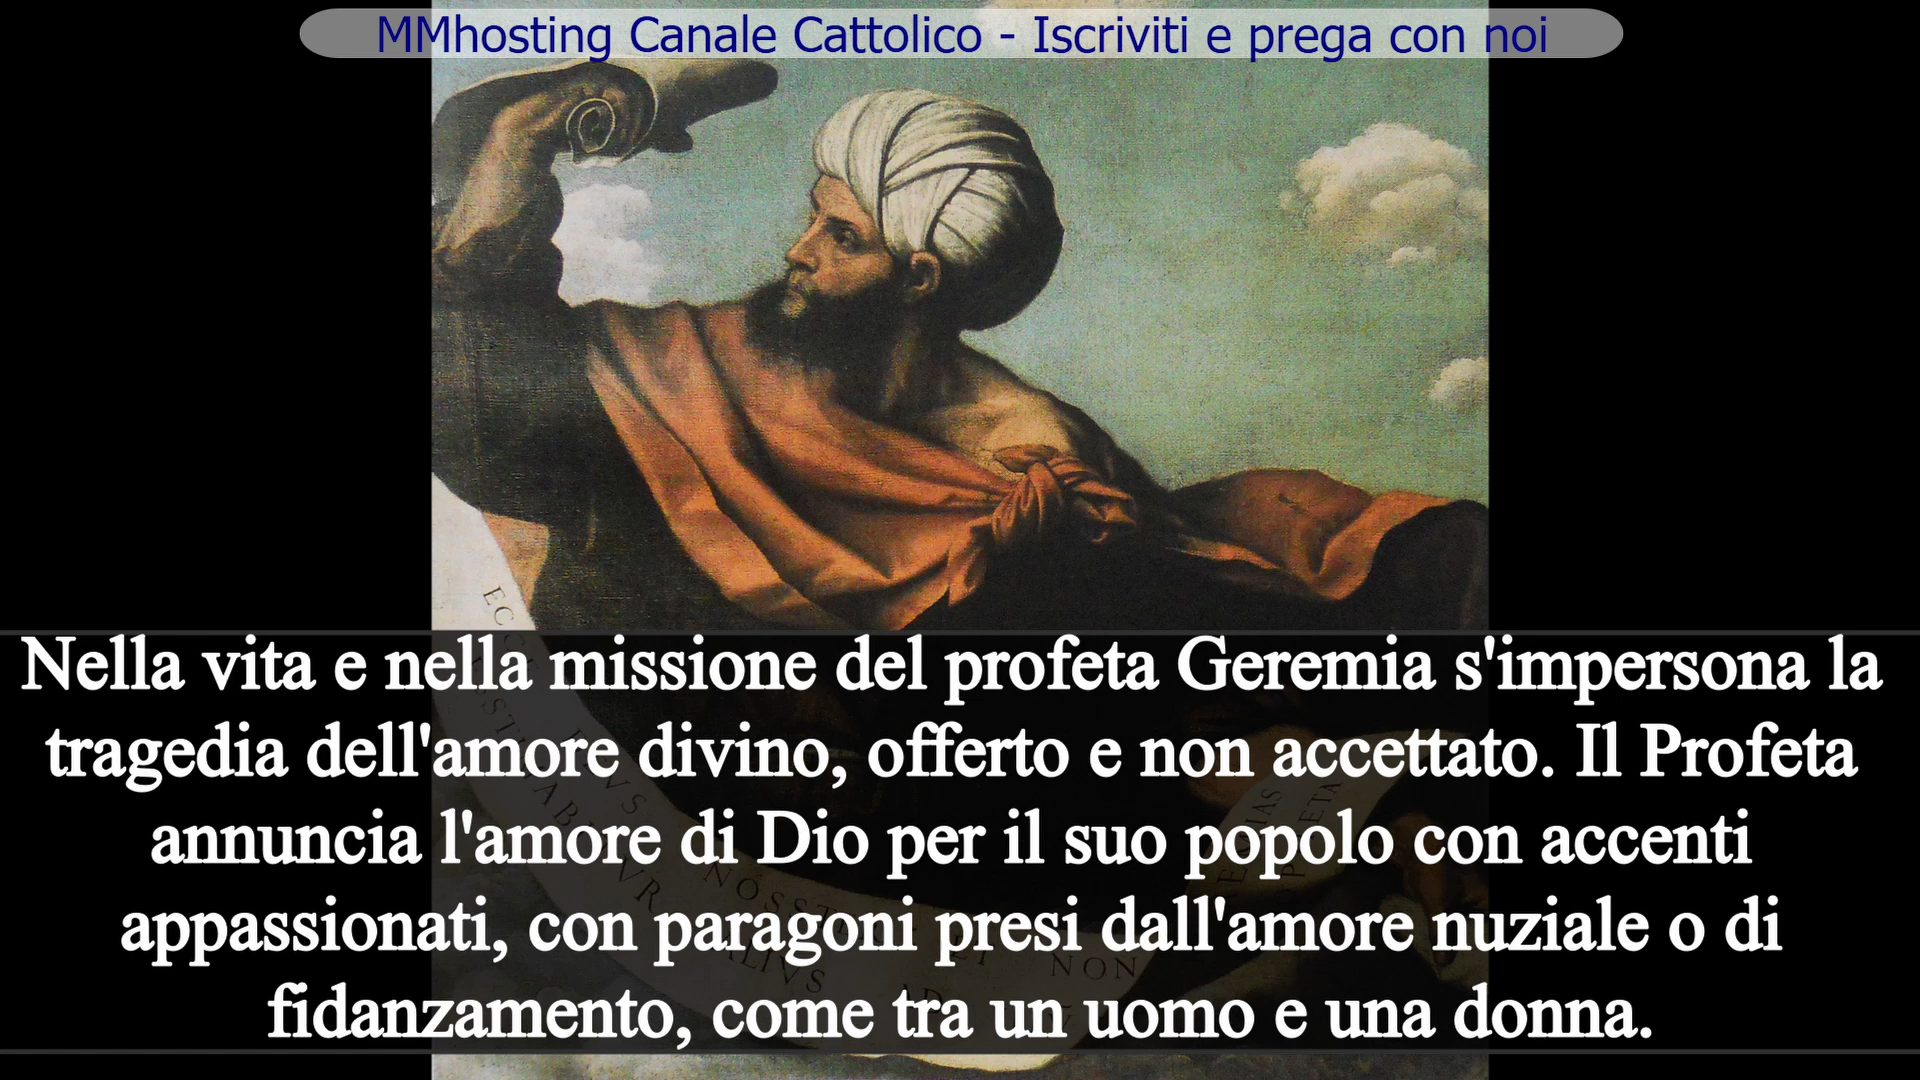 MMhosting Canale Cattolico - Iscriviti e prega con noi
Nella vita e nella missione del profeta Geremia s'impersona la
tragedia dell'amore divino, offerto e non accettato. Il Profeta
annuncia l'amore di Dio per il suo popolo con accenti
appassionati, con paragoni presi dall'amore nuziale o di
fidanzamento, come tra un uomo e una donna.
NON